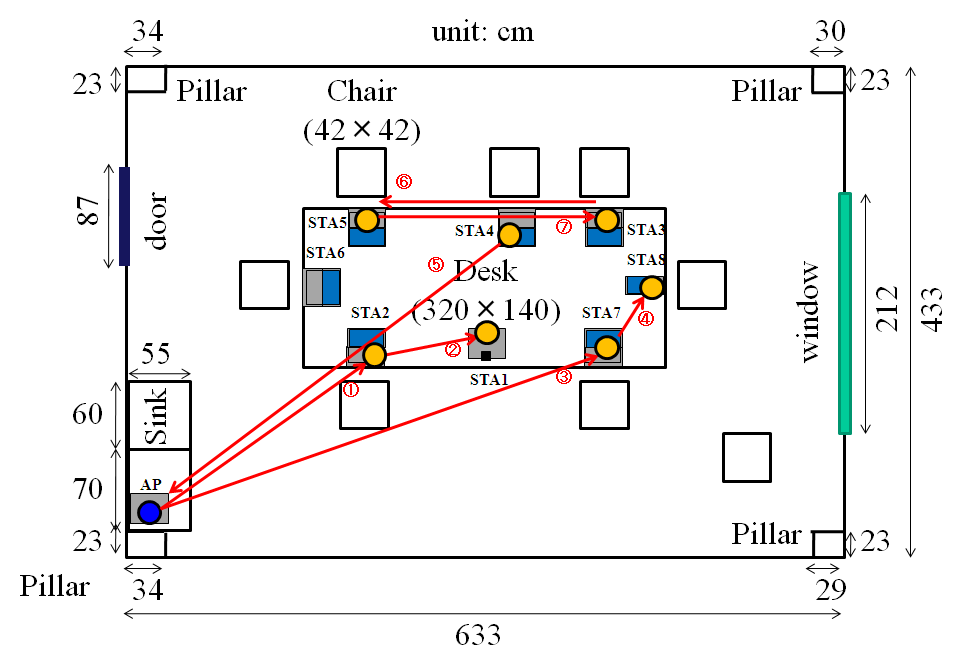 34
unit: cm
30
23
Pillar
Chair
(42×42)
Pillar
23
87
door
⑥
STA5
STA4
⑦
STA3
STA6
⑤
Desk
(320×140)
STA8
STA2
STA7
④
window
212
433
②
STA1
③
①
55
60
Sink
70
AP
23
Pillar
23
Pillar
34
29
633